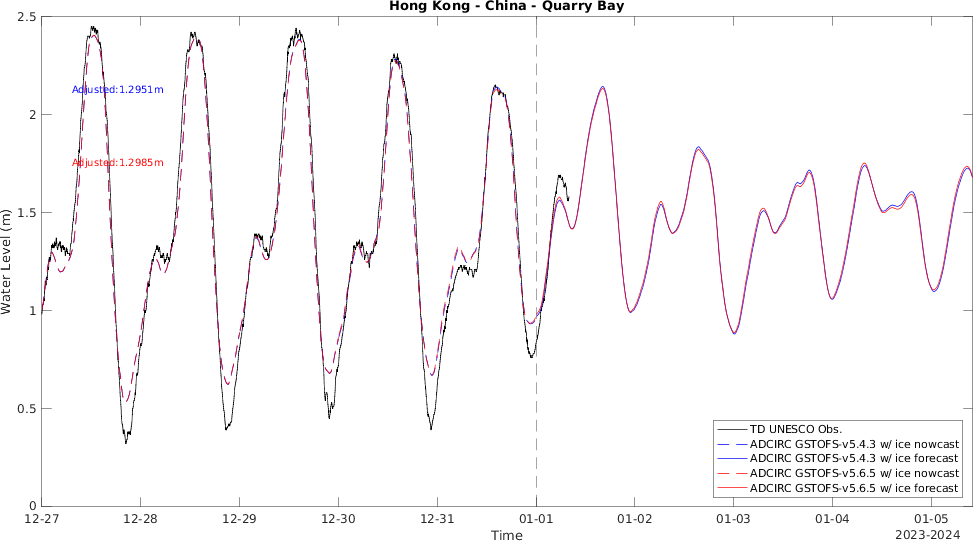 Hong Kong - China - Quarry Bay
2.5
2
1.5
1
0.5
0
Water Level (m)
Adjusted:1.2951m
Adjusted:1.2985m
TD UNESCO Obs.
ADCIRC GSTOFS-v5.4.3 w/ ice nowcast
ADCIRC GSTOFS-v5.4.3 w/ ice forecast
ADCIRC GSTOFS-v5.6.5 w/ ice nowcast
ADCIRC GSTOFS-v5.6.5 w/ ice forecast
12-27 12-28 12-29 12-30 12-31 01-01 01-02 01-03 01-04 01-05
Time
2023-2024